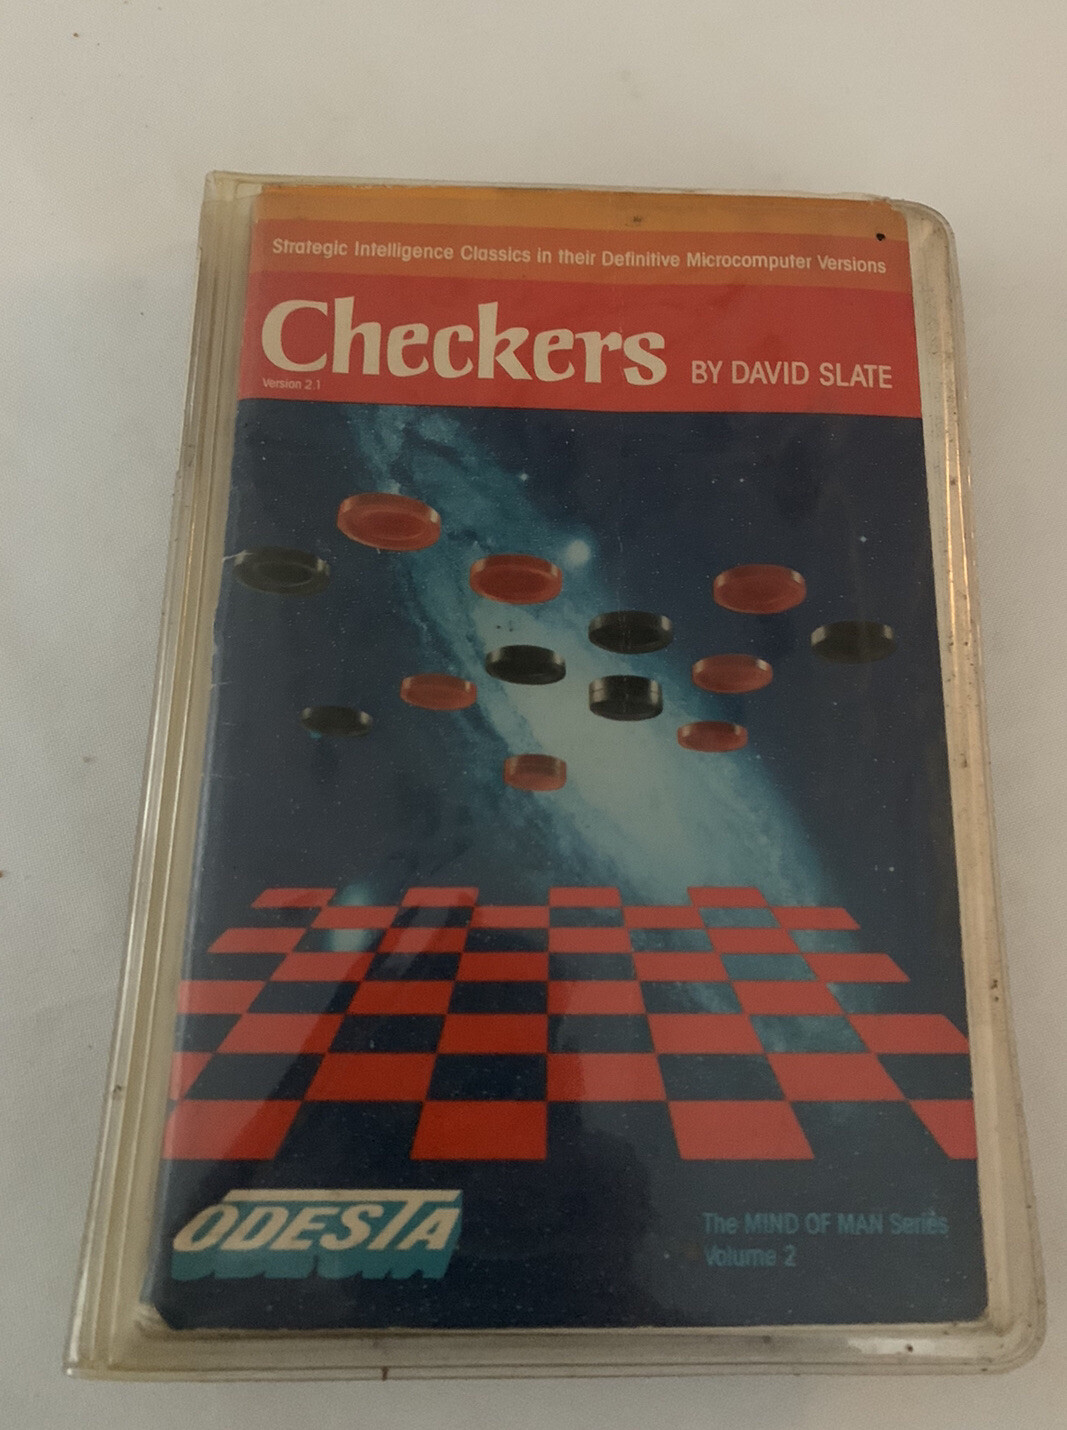 Strategic Intelligence Classics in their Definitive Microcomputer Versions
Checkers BY DAVID SLATE
Version 2.1
ODESTA
The MIND OF MAN Series
Volume 2